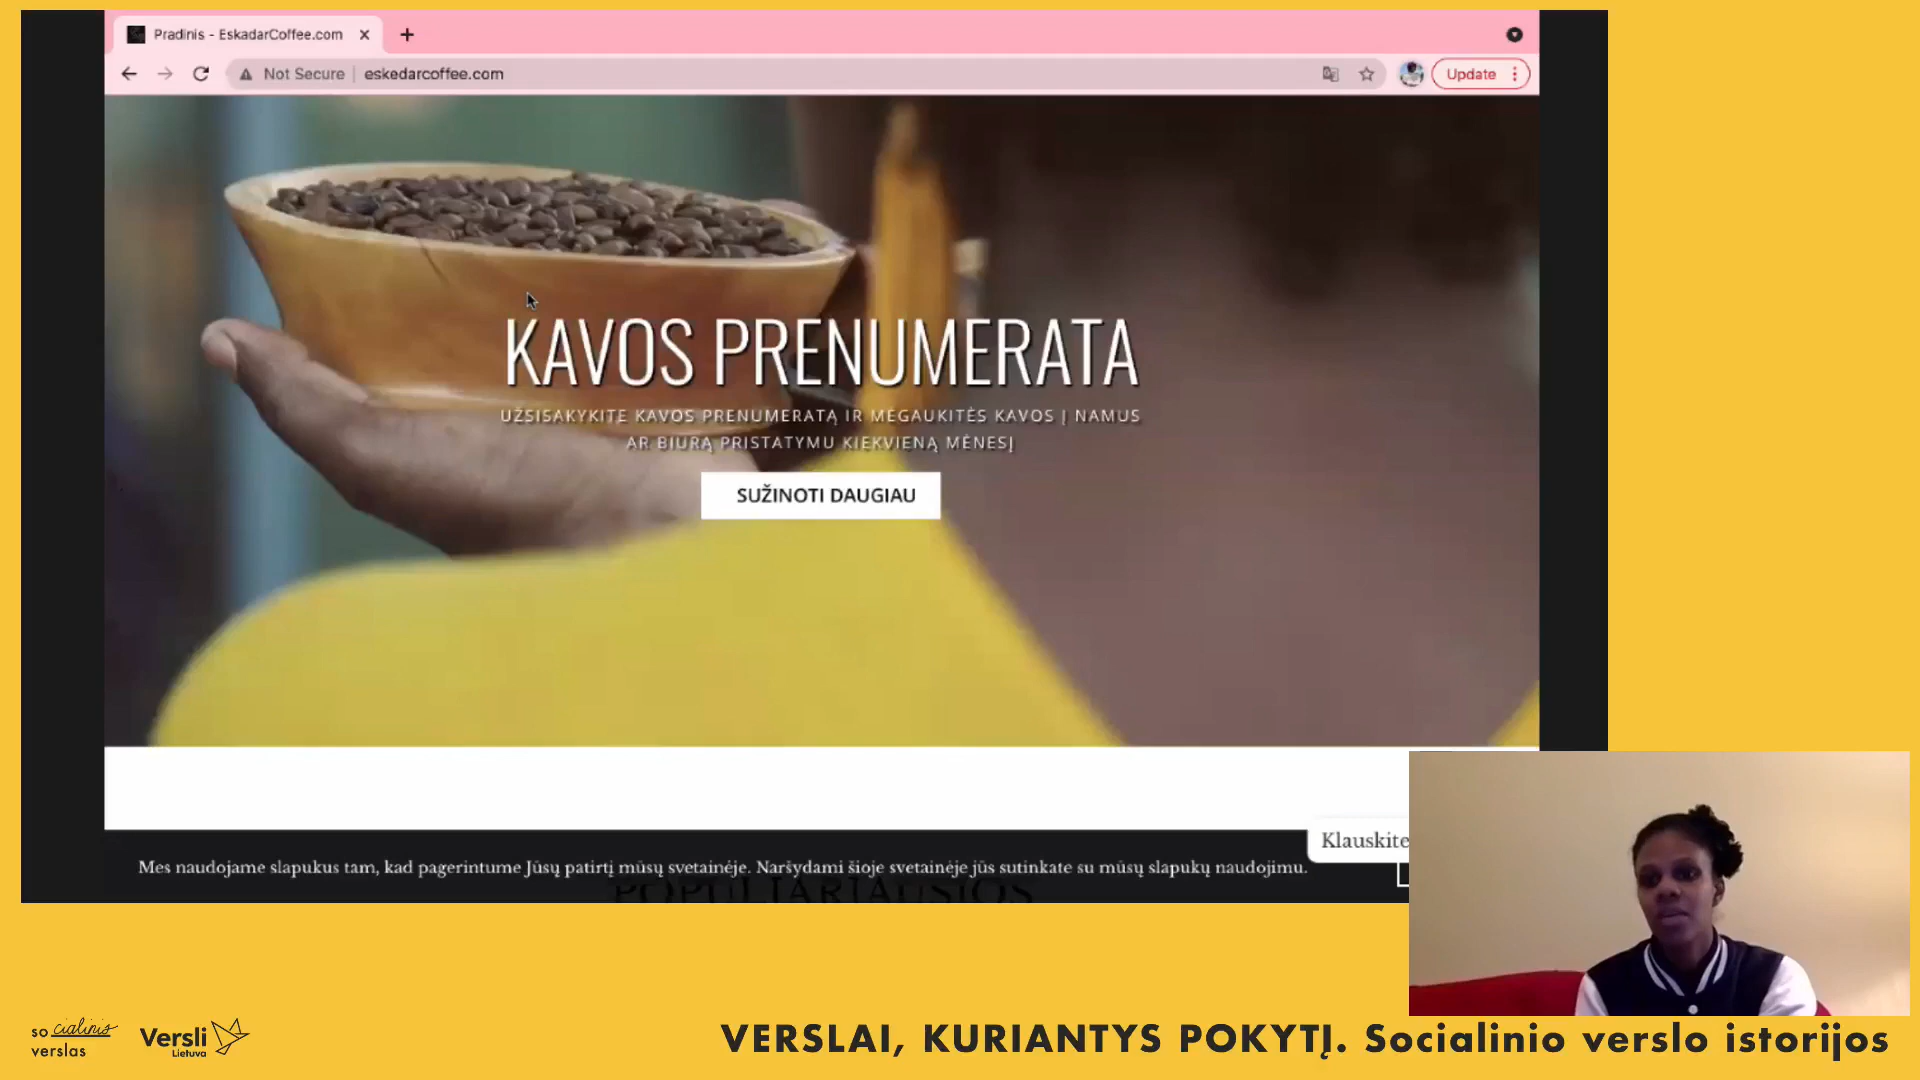 Pradinis - EskadarCoffee.com
Not Secure
eskedarcoffee.com
Update
KAVOS PRENUMERATA
UŽSISAKYKITE KAVOS PRENUMERATĄ IR MĖGAUKITĖS KAVOS Į NAMUS
AR BIURĄ PRISTATYMU KIEKVIENĄ MĖNESĮ
SUŽINOTI DAUGIAU
Klauskite
Mes naudojame slapukus tam, kad pagerintume Jūsų patirtį mūsų svetainėje. Naršydami šioje svetainėje jūs sutinkate su mūsų slapukų naudojimu.
POPULIARIAUSIOS
socialinis
verslas
Versli
Lietuva
VERSLAI, KURIANTYS POKYTĮ. Socialinio verslo istorijos